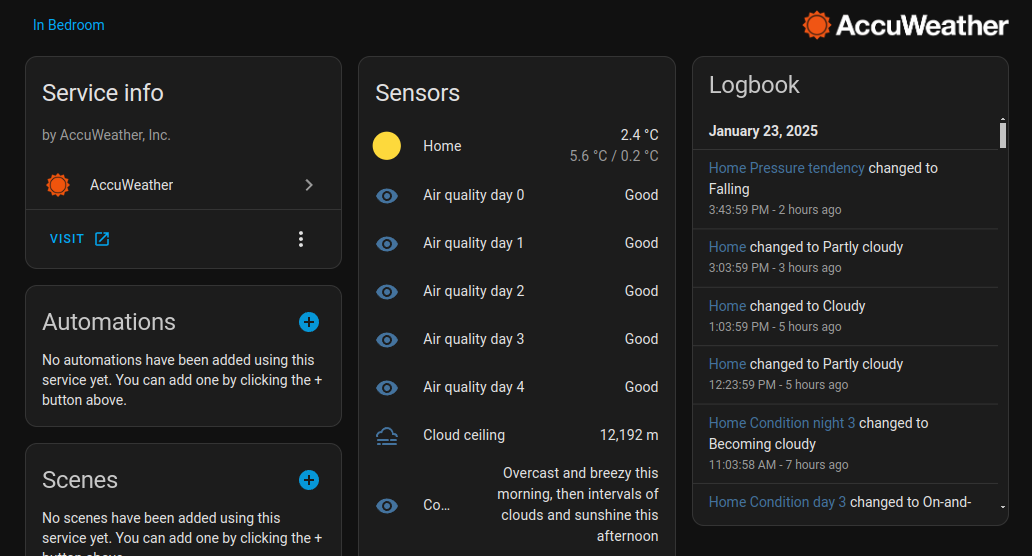 In Bedroom
AccuWeather
Service info
by AccuWeather, Inc.
AccuWeather
VISIT
Automations
No automations have been added using this
service yet. You can add one by clicking the +
button above.
Scenes
No scenes have been added using this
service yet. You can add one by clicking the +
button above.
Sensors
Home
2.4 °C
5.6 °C / 0.2 °C
Air quality day 0
Good
Air quality day 1
Good
Air quality day 2
Good
Air quality day 3
Good
Air quality day 4
Good
Cloud ceiling
12,192 m
Co...
Overcast and breezy this
morning, then intervals of
clouds and sunshine this
afternoon
Logbook
January 23, 2025
Home Pressure tendency changed to
Falling
3:43:59 PM - 2 hours ago
Home changed to Partly cloudy
3:03:59 PM - 3 hours ago
Home changed to Cloudy
1:03:59 PM - 5 hours ago
Home changed to Partly cloudy
12:23:59 PM - 5 hours ago
Home Condition night 3 changed to
Becoming cloudy
11:03:58 AM - 7 hours ago
Home Condition day 3 changed to On-and-